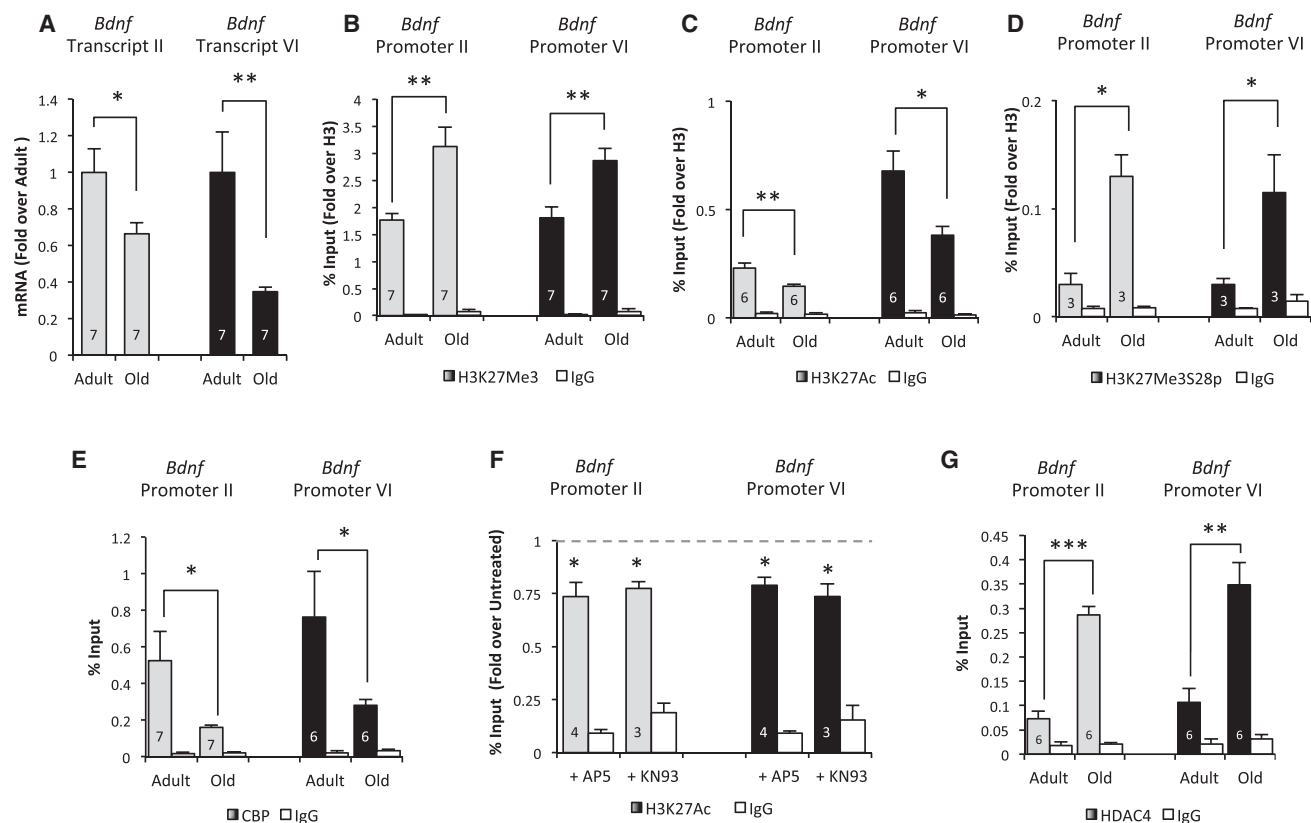 A
Bdnf
Transcript II
Bdnf
Transcript VI
mRNA (Fold over Adult )
1.4
1.2
1
0.8
0.6
0.4
0.2
0
*
**
7
7
7
7
Adult Old Adult Old
B
Bdnf
Promoter II
Bdnf
Promoter VI
% Input (Fold over H3)
4
3.5
3
2.5
2
1.5
1
0.5
0
**
**
7
7
7
7
Adult Old Adult Old
H3K27Me3 IgG
C
Bdnf
Promoter II
Bdnf
Promoter VI
% Input (Fold over H3)
1
0.5
0
**
*
6
6
6
6
Adult Old Adult Old
H3K27Ac IgG
D
Bdnf
Promoter II
Bdnf
Promoter VI
% Input (Fold over H3)
0.2
0.1
0
*
*
3
3
3
3
Adult Old Adult Old
H3K27Me3S28p IgG
E
Bdnf
Promoter II
Bdnf
Promoter VI
% Input
1.2
1
0.8
0.6
0.4
0.2
0
*
*
7
7
6
6
Adult Old Adult Old
CBP IgG
F
Bdnf
Promoter II
Bdnf
Promoter VI
% Input (Fold over Untreated)
1
0.75
0.5
0.25
0
* * * *
4
3
4
3
+ AP5 + KN93 + AP5 + KN93
H3K27Ac IgG
G
Bdnf
Promoter II
Bdnf
Promoter VI
% Input
0.45
0.4
0.35
0.3
0.25
0.2
0.15
0.1
0.05
0
***
**
6
6
6
6
Adult Old Adult Old
HDAC4 IgG